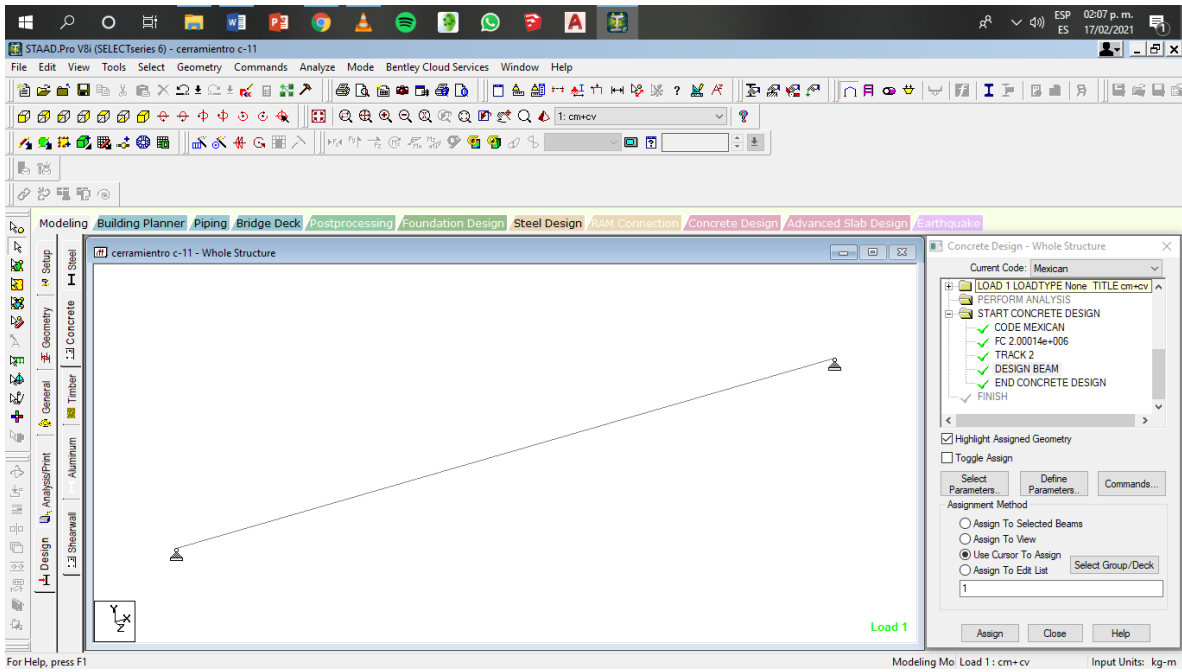 ESP
ES
02:07 p. m.
17/02/2021
STAAD.Pro V8i (SELECTseries 6) - cerramientro c-11
File Edit View Tools Select Geometry Commands Analyze Mode Bentley Cloud Services Window Help
1: cm+cv
Modeling Building Planner Piping Bridge Deck Postprocessing Foundation Design Steel Design RAM Connection Concrete Design Advanced Slab Design Earthquake
Setup
Geometry
General
Analysis/Print
Design
Steel
Concrete
Timber
Aluminum
Shearwall
cerramientro c-11 - Whole Structure
Y
X
Z
Load 1
Concrete Design - Whole Structure
Current Code: Mexican
LOAD 1 LOADTYPE None TITLE cm+cv
PERFORM ANALYSIS
START CONCRETE DESIGN
CODE MEXICAN
FC 2.00014e+006
TRACK 2
DESIGN BEAM
END CONCRETE DESIGN
FINISH
Highlight Assigned Geometry
Toggle Assign
Select Parameters..
Define Parameters..
Commands...
Assignment Method
Assign To Selected Beams
Assign To View
Use Cursor To Assign
Assign To Edit List
Select Group/Deck
1
Assign Close Help
For Help, press F1
Modeling Mo Load 1 : cm+cv Input Units: kg-m